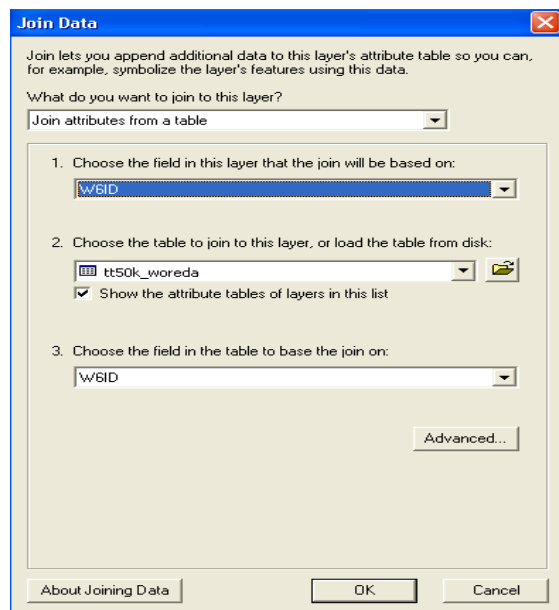 Join Data
Join lets you append additional data to this layer's attribute table so you can,
for example, symbolize the layer's features using this data.
What do you want to join to this layer?
Join attributes from a table
1. Choose the field in this layer that the join will be based on:
W6ID
2. Choose the table to join to this layer, or load the table from disk:
tt50k_woreda
Show the attribute tables of layers in this list
3. Choose the field in the table to base the join on:
W6ID
Advanced...
About Joining Data
OK
Cancel